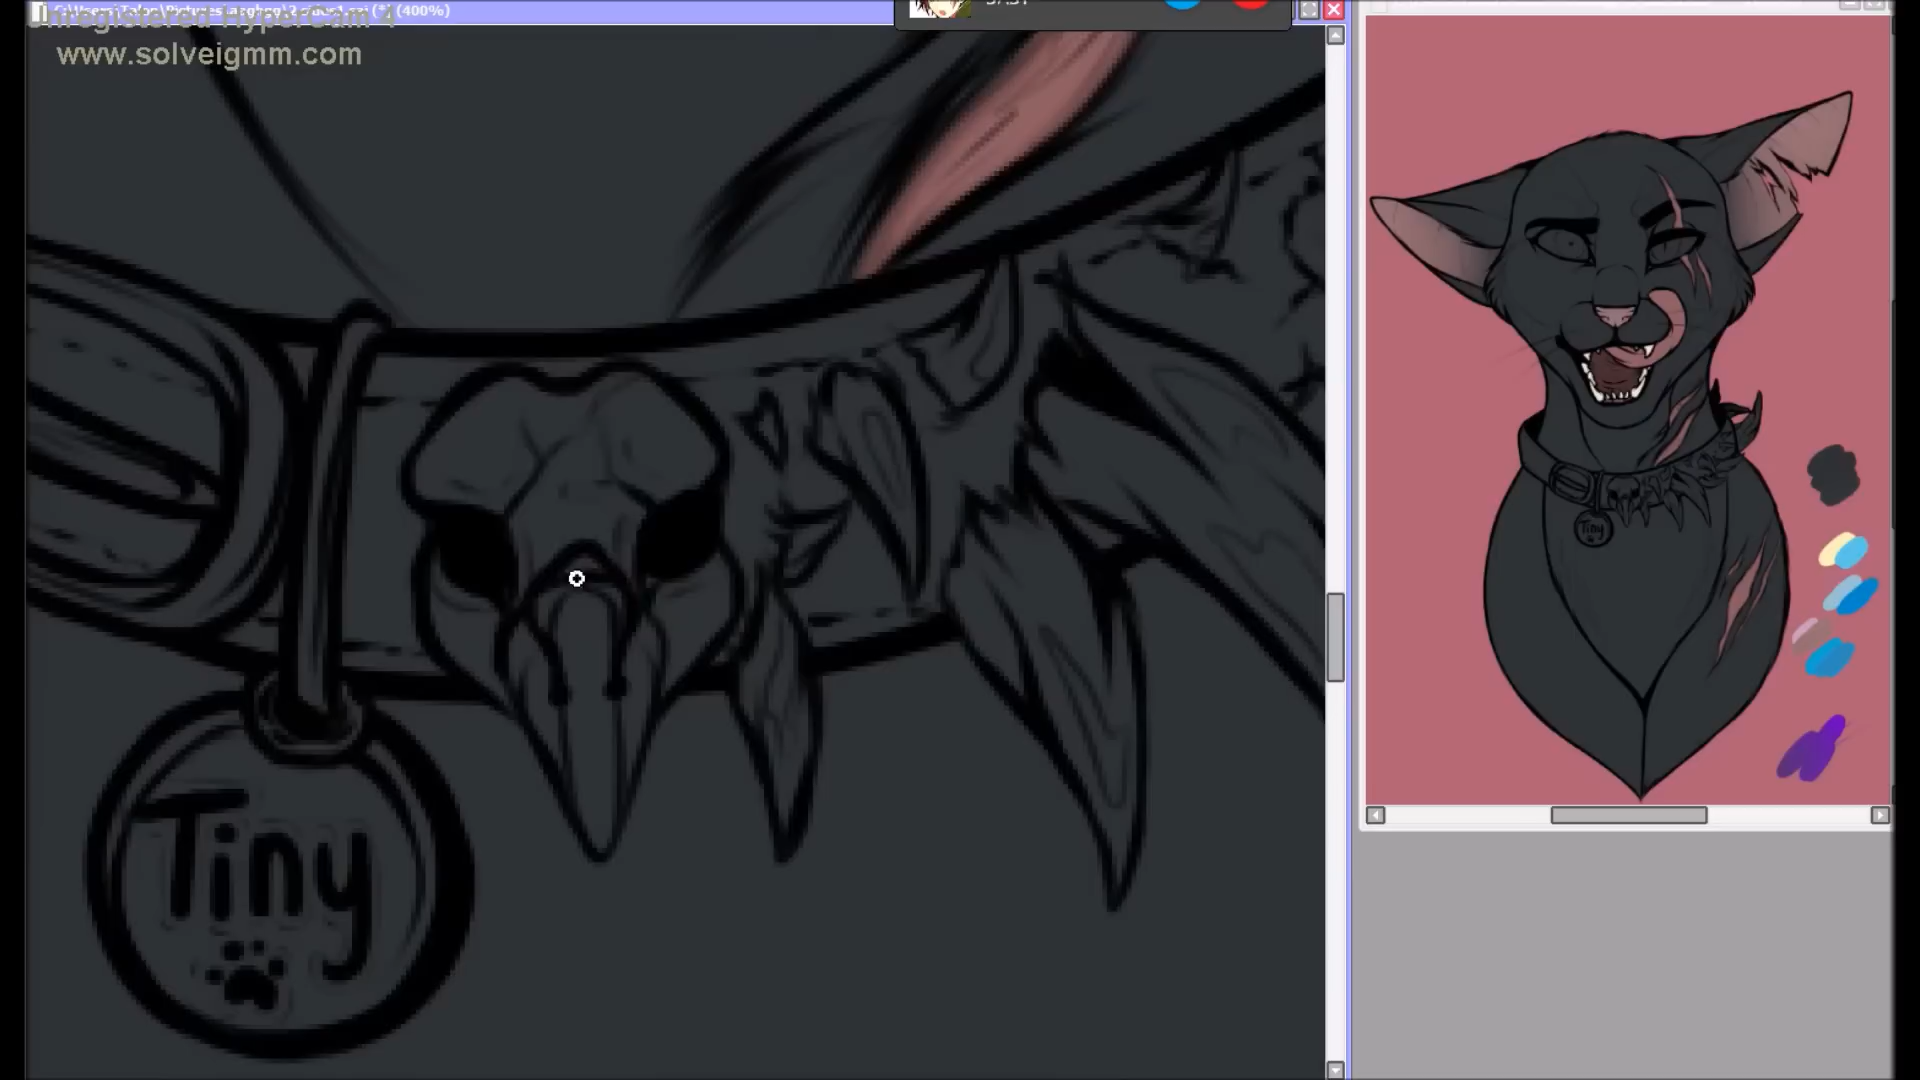 Unregistered HyperCam 4
(400%)
www.solveigmm.com
Tiny
Tiny